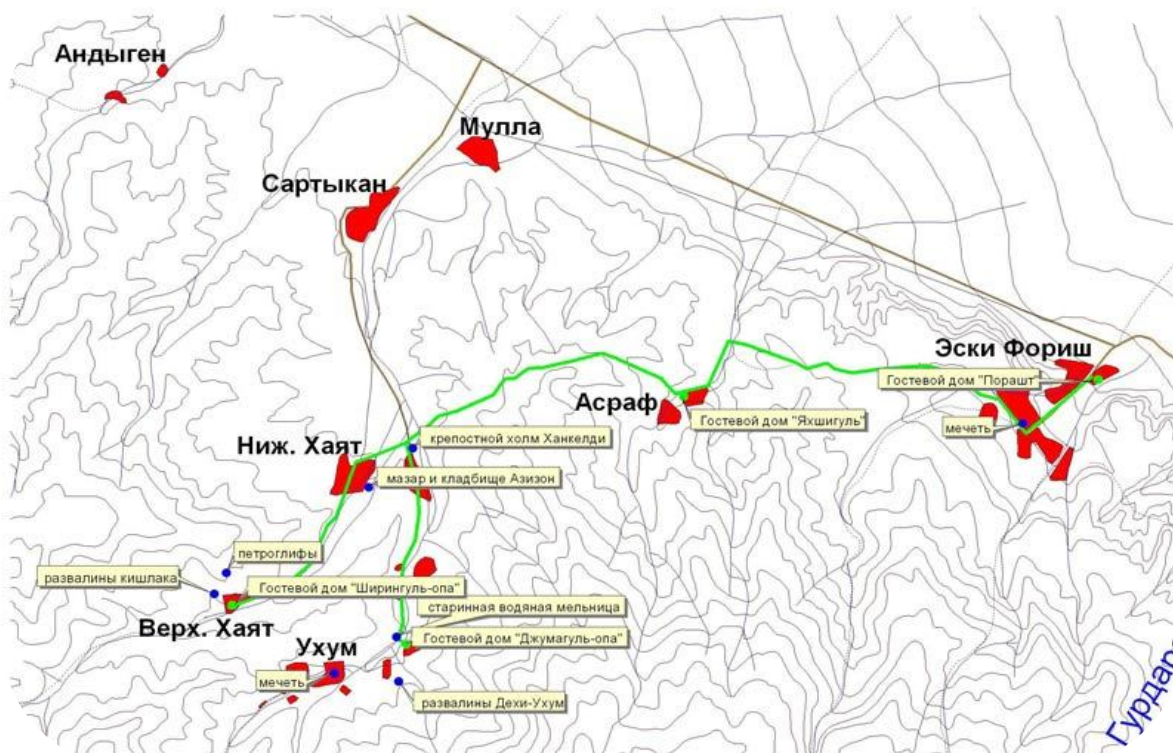 Андыген
Мулла
Сартыкан
Эски Фориш
Гостевой дом "Порашт"
Асраф
Гостевой дом "Яхшигуль"
мечеть
крепостной холм Ханкелди
Ниж. Хаят
мазар и кладбище Азизон
петроглифы
развалины кишлака
Гостевой дом "Ширингуль-опа"
старинная водяная мельница
Верх. Хаят
Гостевой дом "Джумагуль-опа"
Ухум
мечеть
развалины Дехи-Ухум
Гурдар